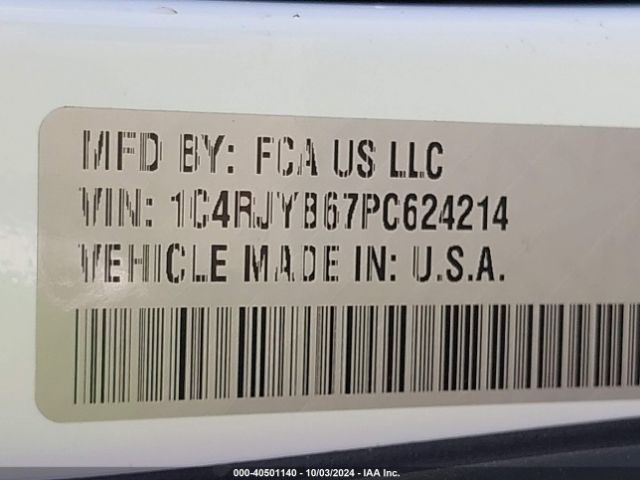 MFD BY: FCA US LLC
VIN: 1C4RJYB67PC624214
VEHICLE MADE IN: U.S.A.
000-40501140 - 10/03/2024 - IAA Inc.